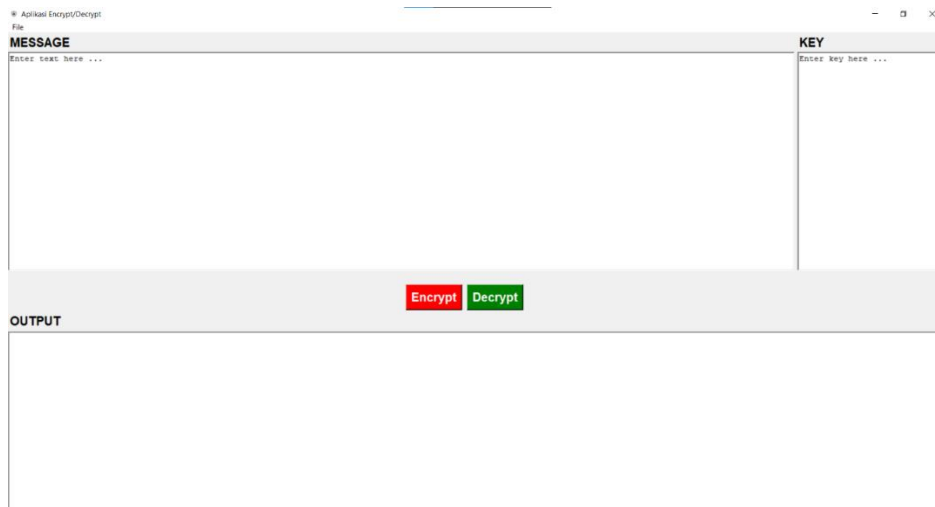 Aplikasi Encrypt/Decrypt
File
MESSAGE
KEY
Enter text here ...
Enter key here ...
Encrypt
Decrypt
OUTPUT